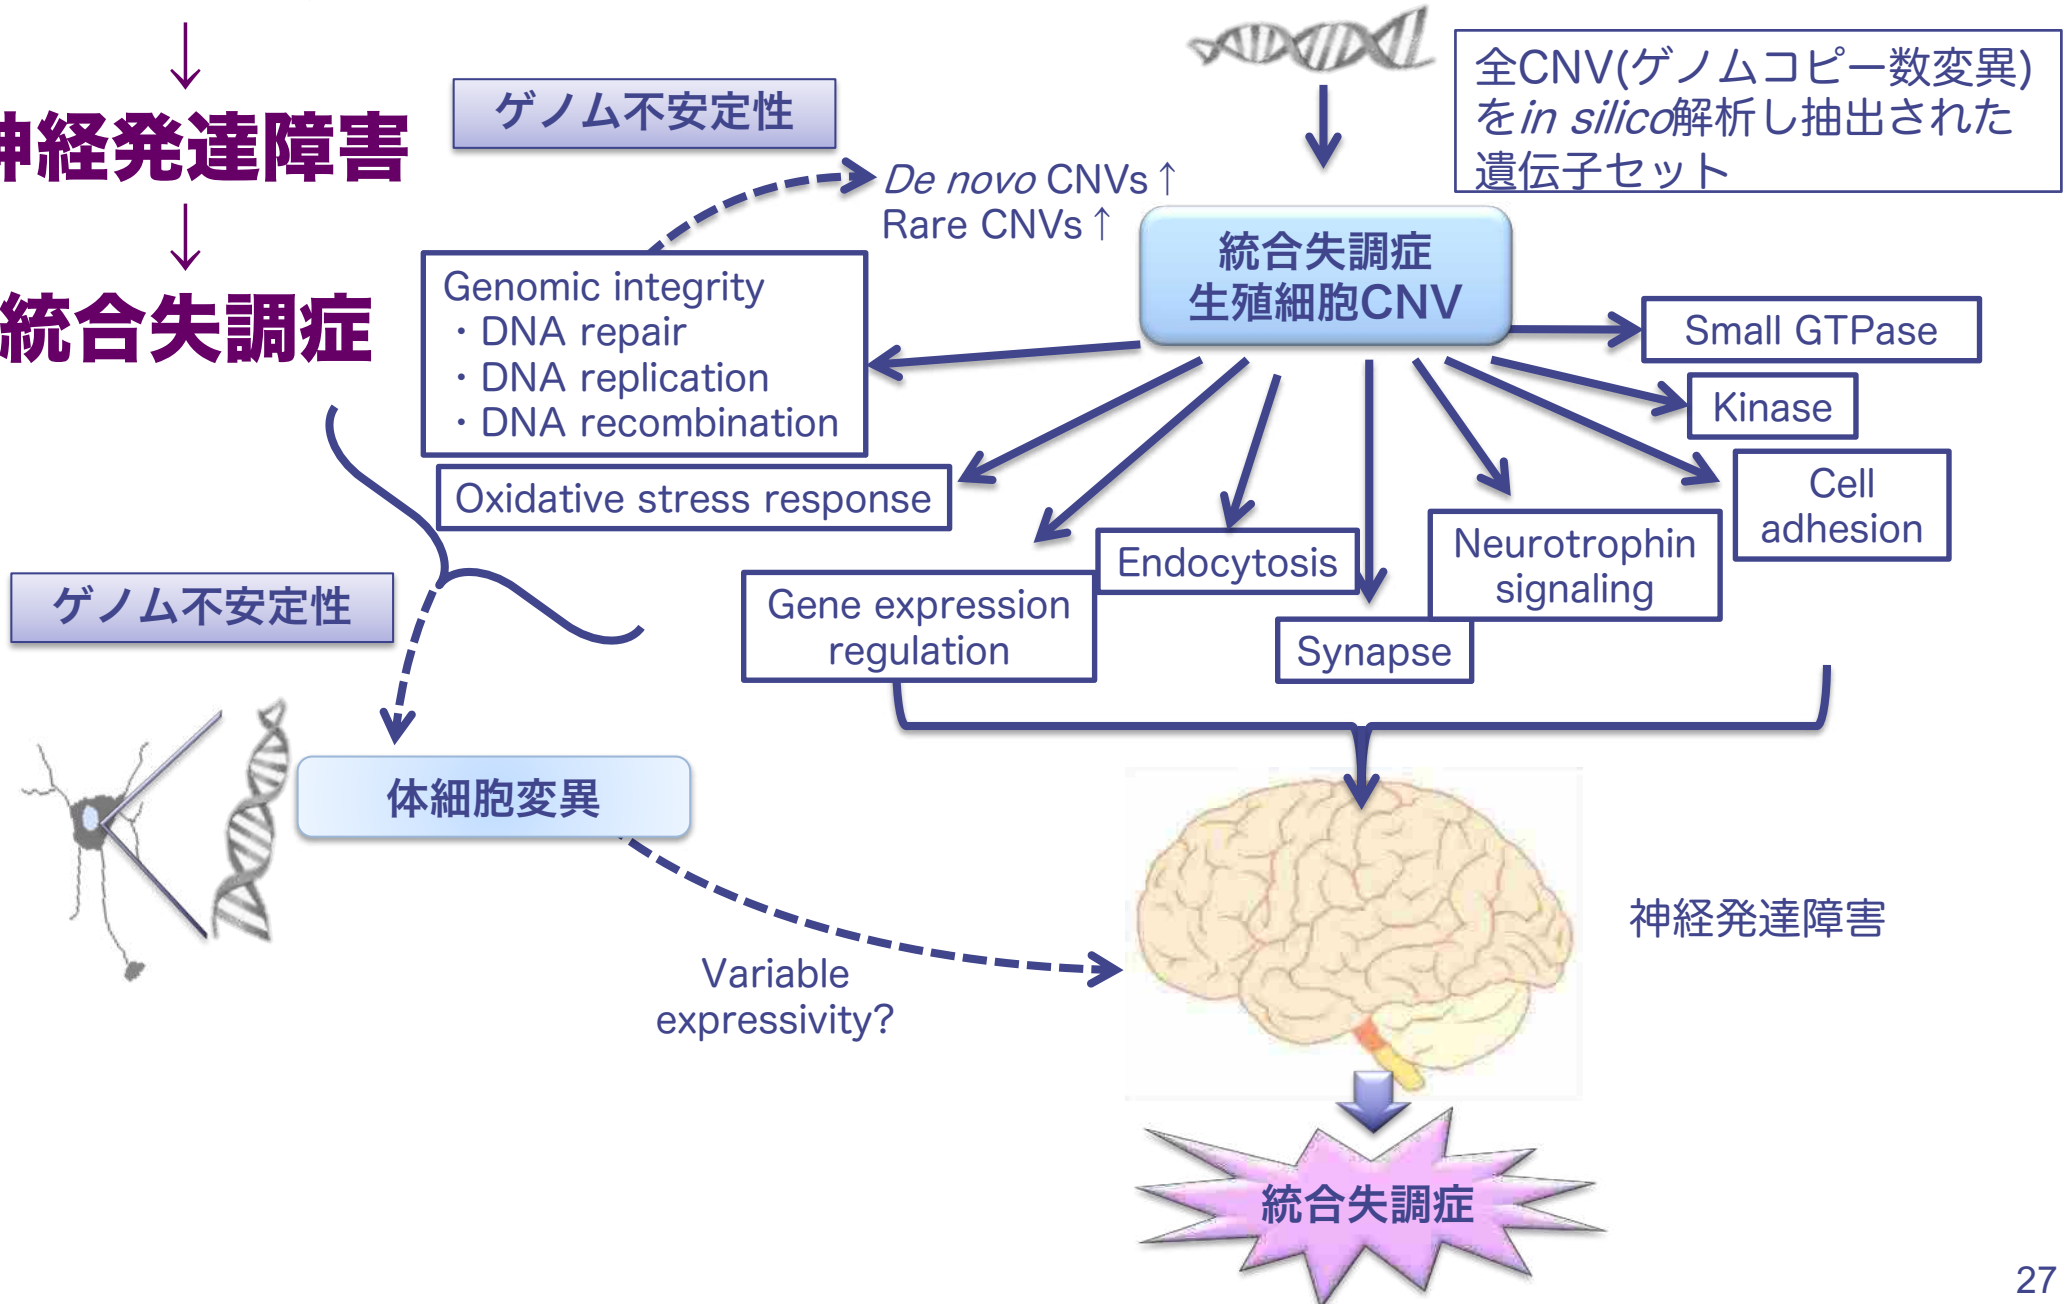 ↓
神経発達障害
↓
統合失調症
ゲノム不安定性
全CNV(ゲノムコピー数変異)
をin silico解析し抽出された
遺伝子セット
De novo CNVs↑
Rare CNVs↑
統合失調症
生殖細胞CNV
Genomic integrity
・DNA repair
・DNA replication
・DNA recombination
Small GTPase
Kinase
Oxidative stress response
Cell
adhesion
Endocytosis
Neurotrophin
signaling
Gene expression
regulation
Synapse
ゲノム不安定性
体細胞変異
神経発達障害
Variable
expressivity?
統合失調症
27